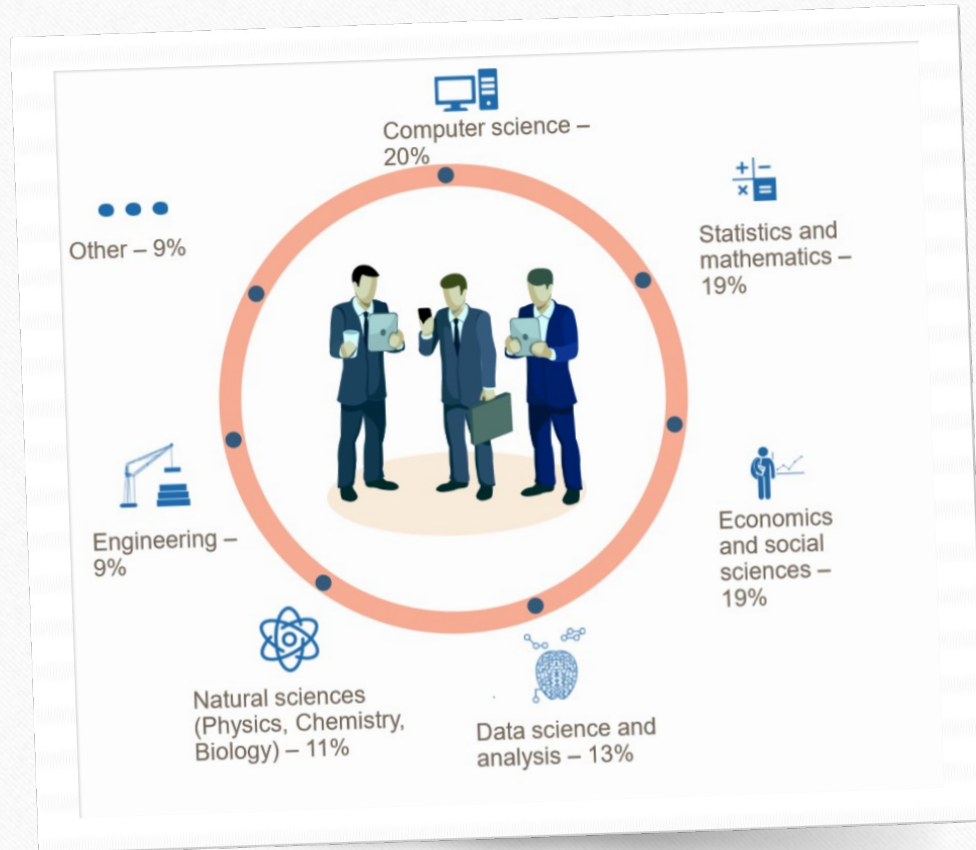 Computer science –
20%
Statistics and
mathematics –
19%
Economics
and social
sciences –
19%
Data science and
analysis – 13%
Natural sciences
(Physics, Chemistry,
Biology) – 11%
Engineering –
9%
Other – 9%